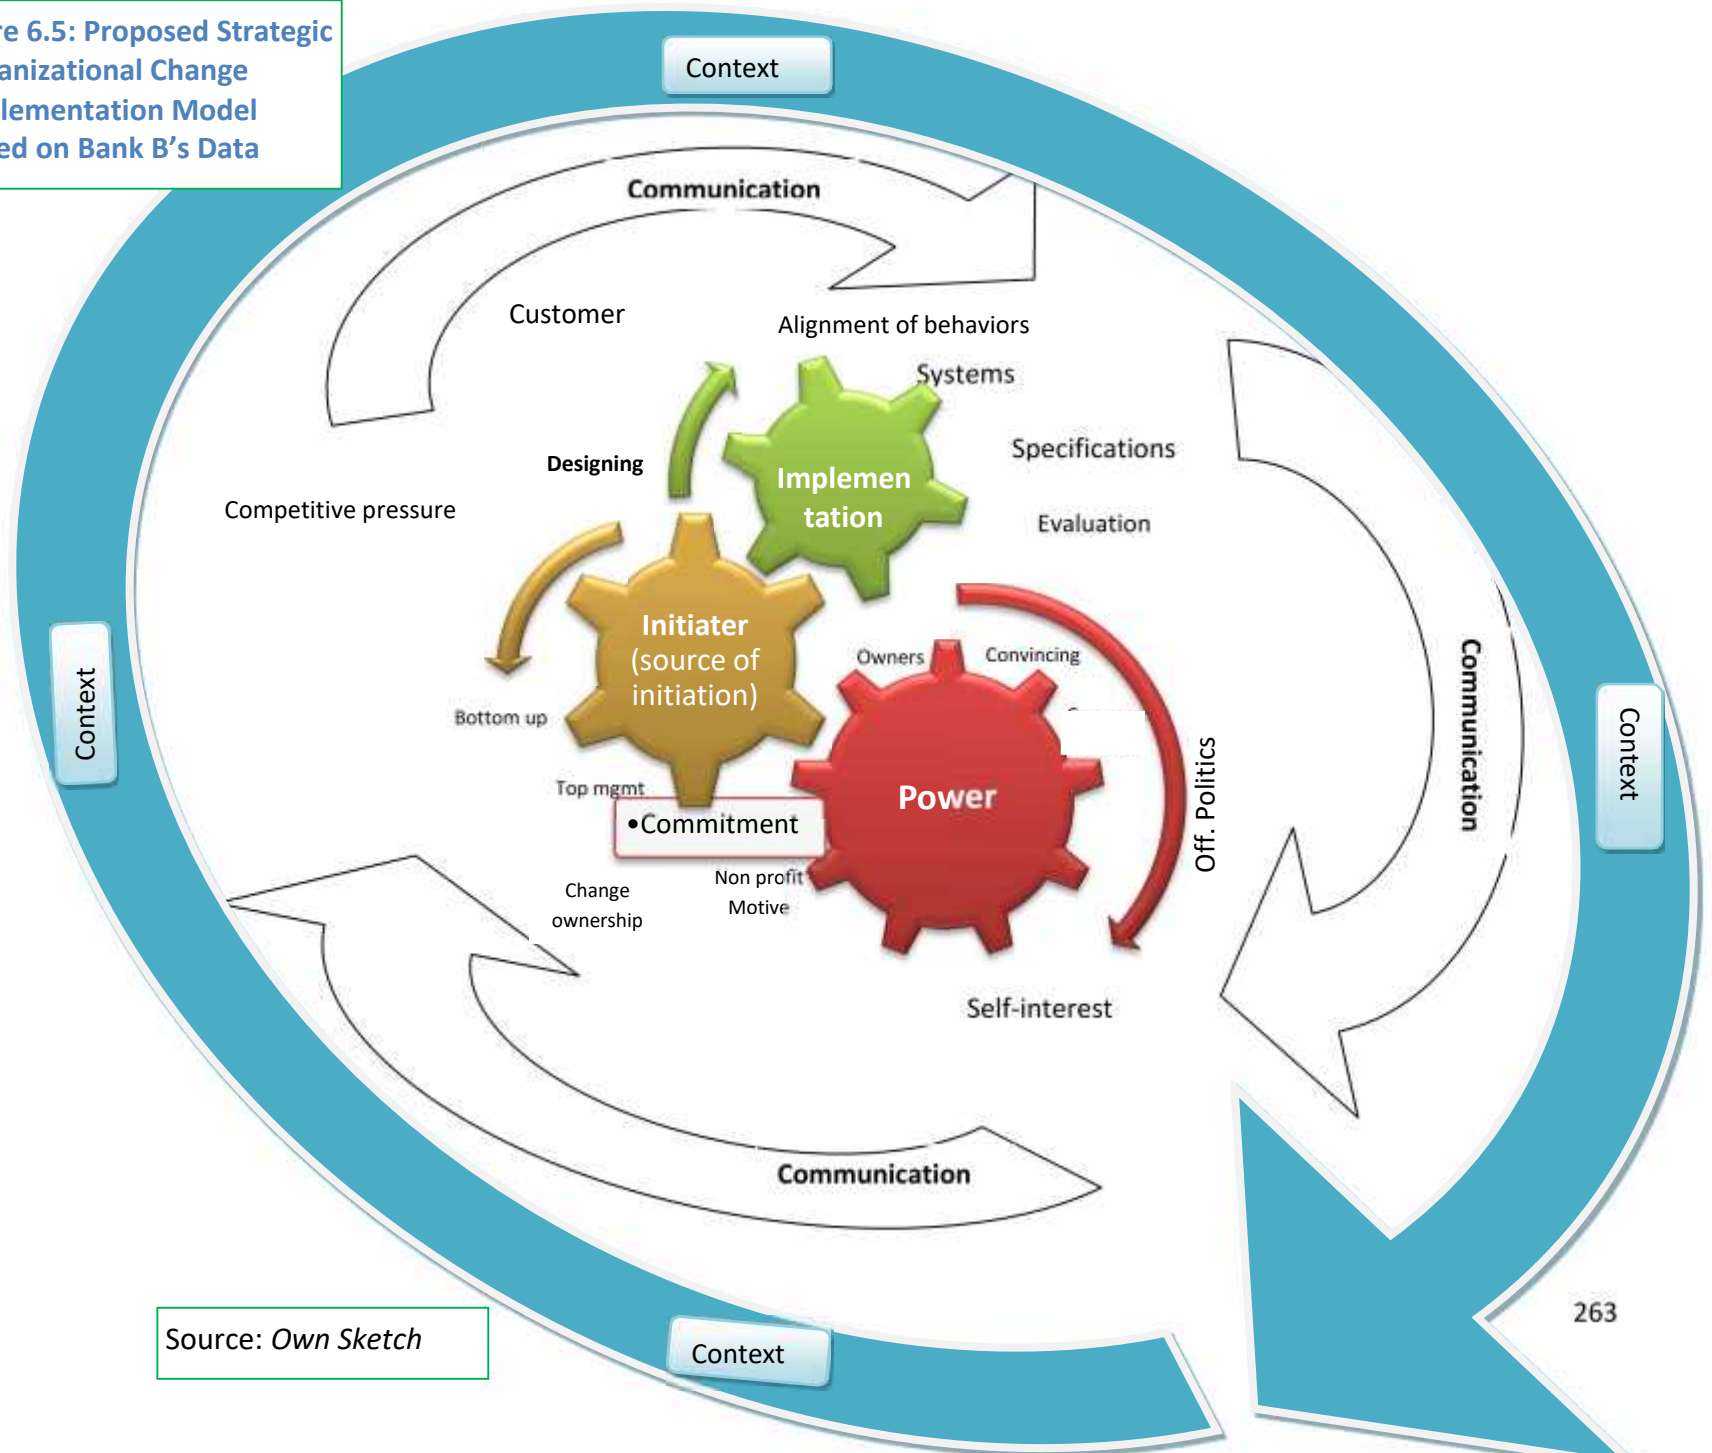 re 6.5: Proposed Strategic
anizational Change
lementation Model
ed on Bank B's Data
Context
Communication
Customer
Alignment of behaviors
Systems
Designing
Specifications
Implemen
tation
Competitive pressure
Evaluation
Initiater
(source of
initiation)
Owners
Convincing
Communication
Context
Context
Bottom up
Off. Politics
Top mgmt
Power
•Commitment
Non profit
Motive
Change
ownership
Self-interest
Communication
263
Source: Own Sketch
Context